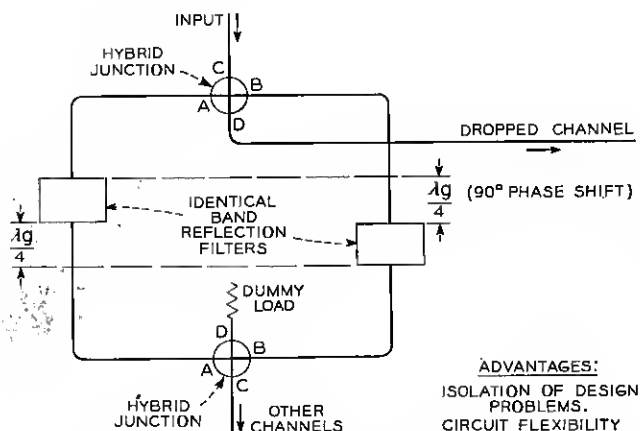 INPUT
HYBRID
JUNCTION
C
B
A
D
DROPPED CHANNEL
λg/4
(90° PHASE SHIFT)
IDENTICAL
BAND
REFLECTION
FILTERS
λg/4
DUMMY
LOAD
D
A
B
C
HYBRID
JUNCTION
OTHER
CHANNELS
ADVANTAGES:
ISOLATION OF DESIGN
PROBLEMS.
CIRCUIT FLEXIBILITY